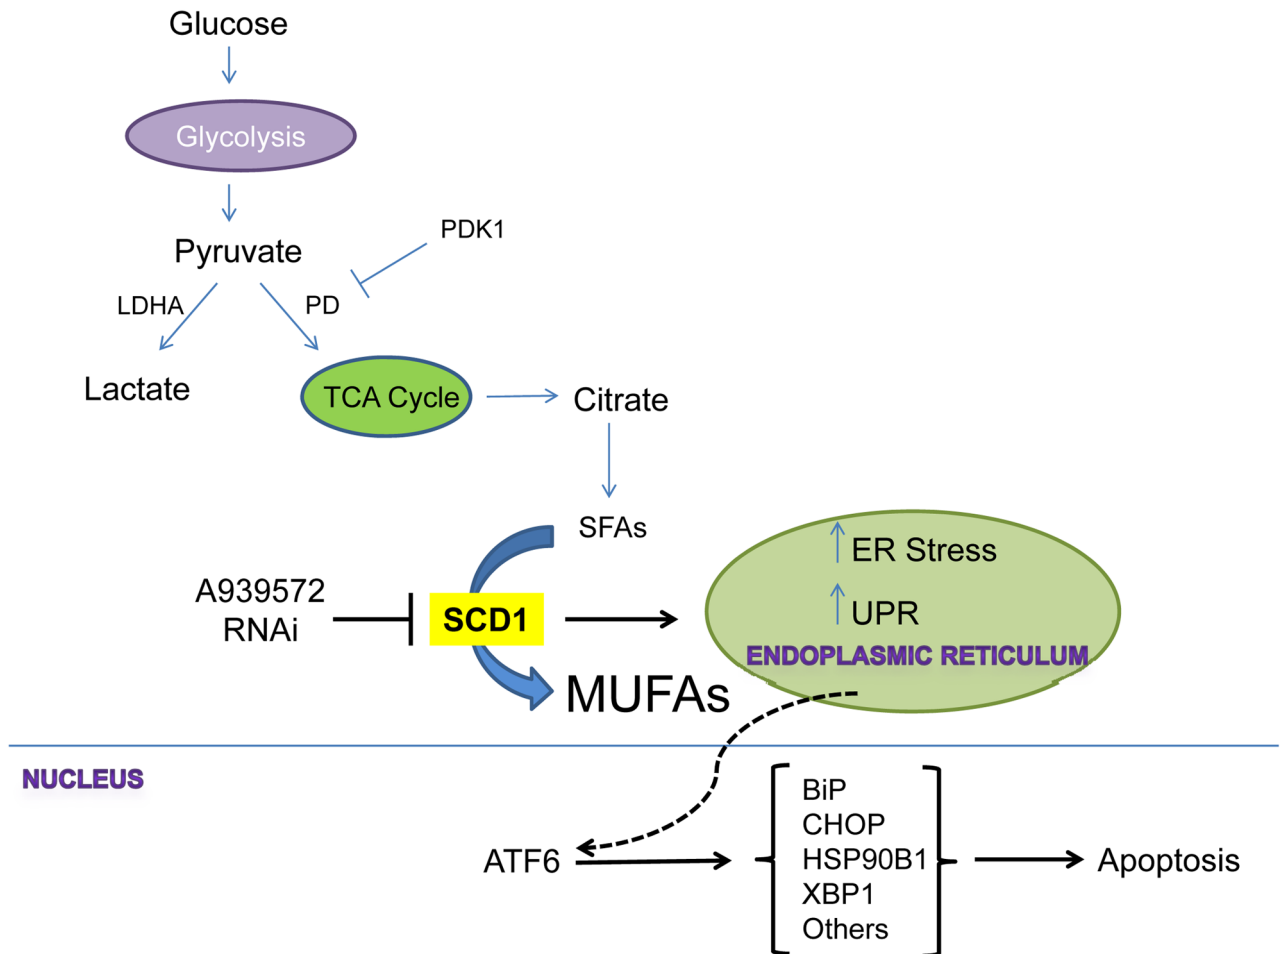 Glucose
Glycolysis
Pyruvate
PDK1
LDHA
PD
Lactate
TCA Cycle
Citrate
SFAs
A939572
RNAi
SCD1
MUFAs
ER Stress
UPR
ENDOPLASMIC RETICULUM
NUCLEUS
ATF6
BiP
CHOP
HSP90B1
XBP1
Others
Apoptosis